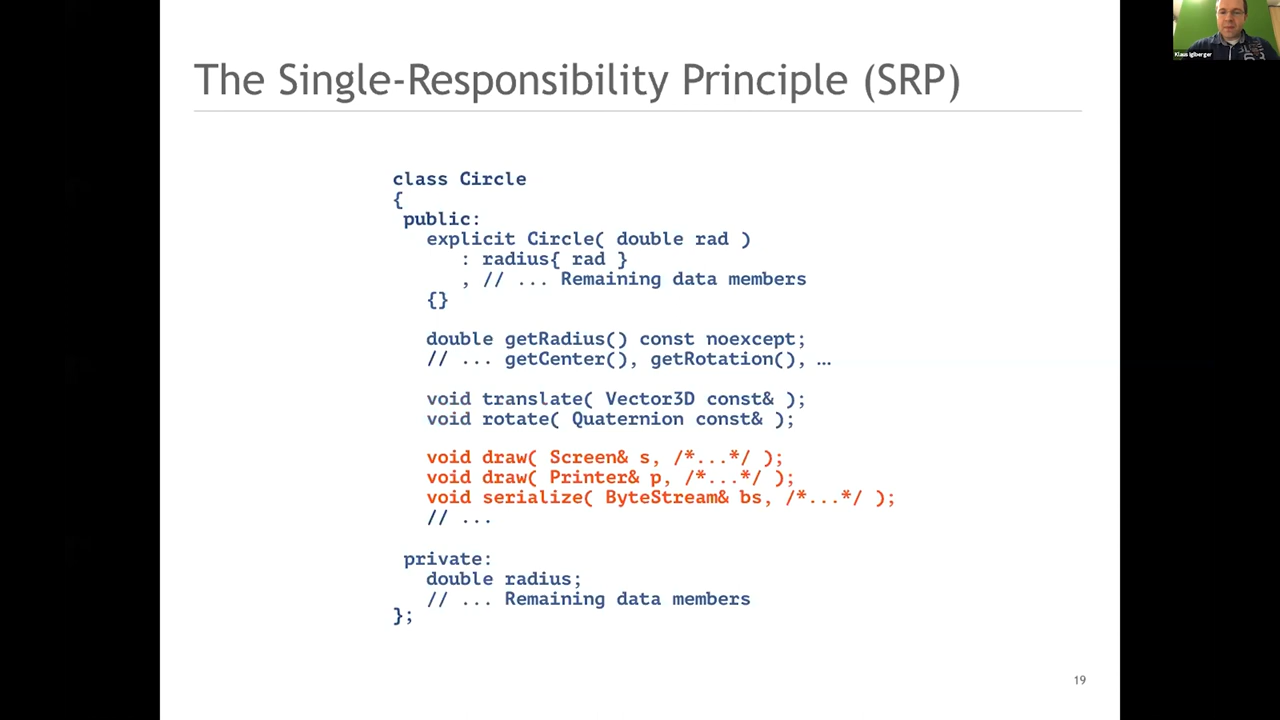 The Single-Responsibility Principle (SRP)
Klaus Iglberger
class Circle
{
public:
explicit Circle( double rad )
: radius{ rad }
, // ... Remaining data members
{}
double getRadius() const noexcept;
// ... getCenter(), getRotation(), ...
void translate( Vector3D const& );
void rotate( Quaternion const& );
void draw( Screen& s, /*...*/ );
void draw( Printer& p, /*...*/ );
void serialize( ByteStream& bs, /*...*/ );
// ...
private:
double radius;
// ... Remaining data members
};
19